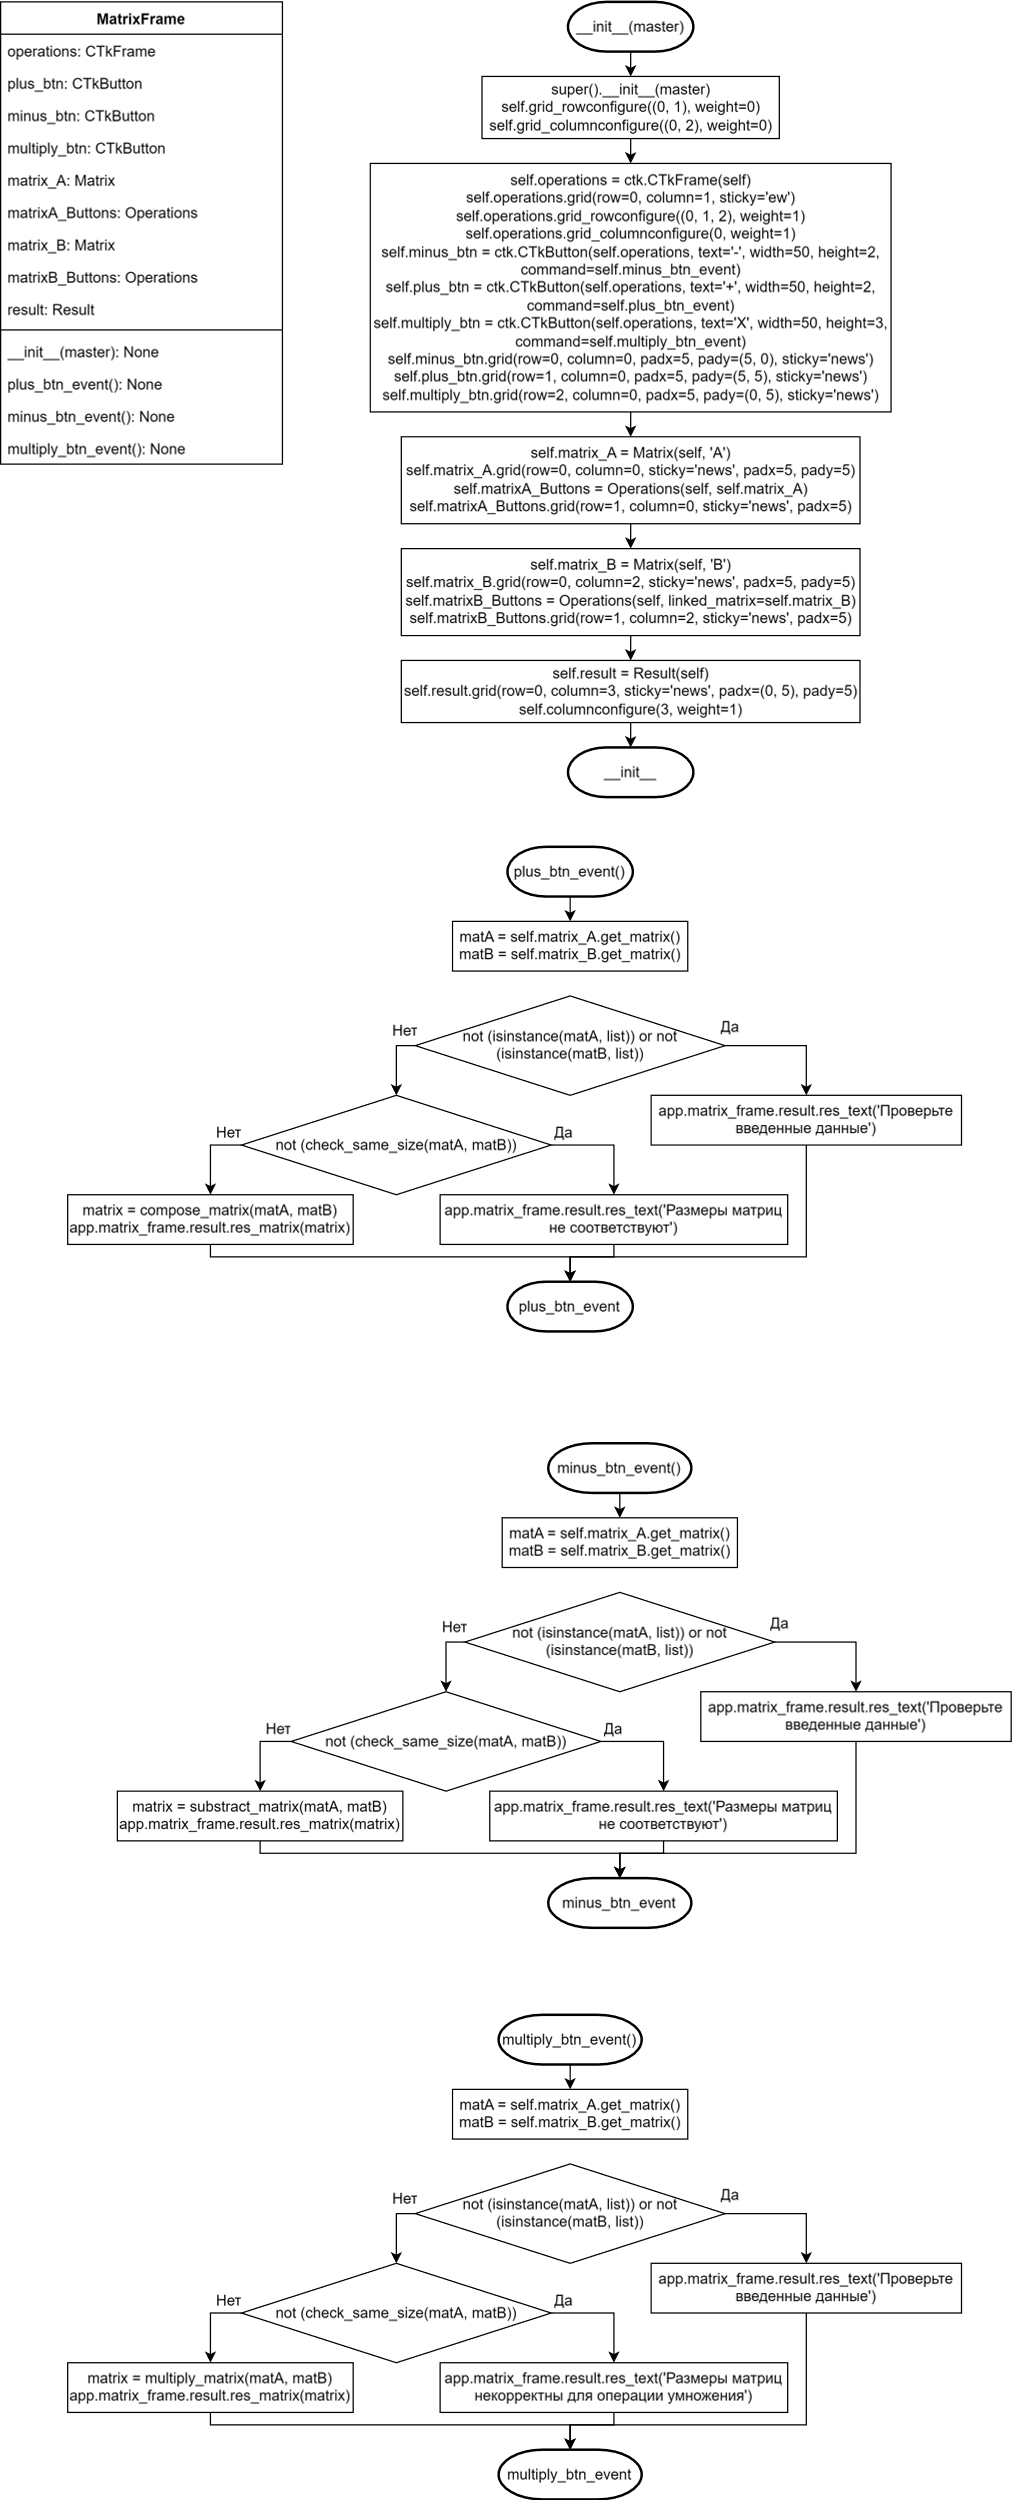 MatrixFrame
operations: CTkFrame
plus_btn: CTkButton
minus_btn: CTkButton
multiply_btn: CTkButton
matrix_A: Matrix
matrixA_Buttons: Operations
matrix_B: Matrix
matrixB_Buttons: Operations
result: Result
__init__(master): None
plus_btn_event(): None
minus_btn_event(): None
multiply_btn_event(): None
__init__(master)
super().__init__(master)
self.grid_rowconfigure((0, 1), weight=0)
self.grid_columnconfigure((0, 2), weight=0)
self.operations = ctk.CTkFrame(self)
self.operations.grid(row=0, column=1, sticky='ew')
self.operations.grid_rowconfigure((0, 1, 2), weight=1)
self.operations.grid_columnconfigure(0, weight=1)
self.minus_btn = ctk.CTkButton(self.operations, text='-', width=50, height=2,
command=self.minus_btn_event)
self.plus_btn = ctk.CTkButton(self.operations, text='+', width=50, height=2,
command=self.plus_btn_event)
self.multiply_btn = ctk.CTkButton(self.operations, text='X', width=50, height=3,
command=self.multiply_btn_event)
self.minus_btn.grid(row=0, column=0, padx=5, pady=(5, 0), sticky='news')
self.plus_btn.grid(row=1, column=0, padx=5, pady=(5, 5), sticky='news')
self.multiply_btn.grid(row=2, column=0, padx=5, pady=(0, 5), sticky='news')
self.matrix_A = Matrix(self, 'A')
self.matrix_A.grid(row=0, column=0, sticky='news', padx=5, pady=5)
self.matrixA_Buttons = Operations(self, self.matrix_A)
self.matrixA_Buttons.grid(row=1, column=0, sticky='news', padx=5)
self.matrix_B = Matrix(self, 'B')
self.matrix_B.grid(row=0, column=2, sticky='news', padx=5, pady=5)
self.matrixB_Buttons = Operations(self, linked_matrix=self.matrix_B)
self.matrixB_Buttons.grid(row=1, column=2, sticky='news', padx=5)
self.result = Result(self)
self.result.grid(row=0, column=3, sticky='news', padx=(0, 5), pady=5)
self.columnconfigure(3, weight=1)
__init__
plus_btn_event()
matA = self.matrix_A.get_matrix()
matB = self.matrix_B.get_matrix()
Нет
Да
not (isinstance(matA, list)) or not
(isinstance(matB, list))
app.matrix_frame.result.res_text('Проверьте
введенные данные')
Нет
Да
not (check_same_size(matA, matB))
matrix = compose_matrix(matA, matB)
app.matrix_frame.result.res_matrix(matrix)
app.matrix_frame.result.res_text('Размеры матриц
не соответствуют')
plus_btn_event
minus_btn_event()
matA = self.matrix_A.get_matrix()
matB = self.matrix_B.get_matrix()
Нет
Да
not (isinstance(matA, list)) or not
(isinstance(matB, list))
app.matrix_frame.result.res_text('Проверьте
введенные данные')
Нет
Да
not (check_same_size(matA, matB))
matrix = substract_matrix(matA, matB)
app.matrix_frame.result.res_matrix(matrix)
app.matrix_frame.result.res_text('Размеры матриц
не соответствуют')
minus_btn_event
multiply_btn_event()
matA = self.matrix_A.get_matrix()
matB = self.matrix_B.get_matrix()
Нет
Да
not (isinstance(matA, list)) or not
(isinstance(matB, list))
app.matrix_frame.result.res_text('Проверьте
введенные данные')
Нет
Да
not (check_same_size(matA, matB))
matrix = multiply_matrix(matA, matB)
app.matrix_frame.result.res_matrix(matrix)
app.matrix_frame.result.res_text('Размеры матриц
некорректны для операции умножения')
multiply_btn_event